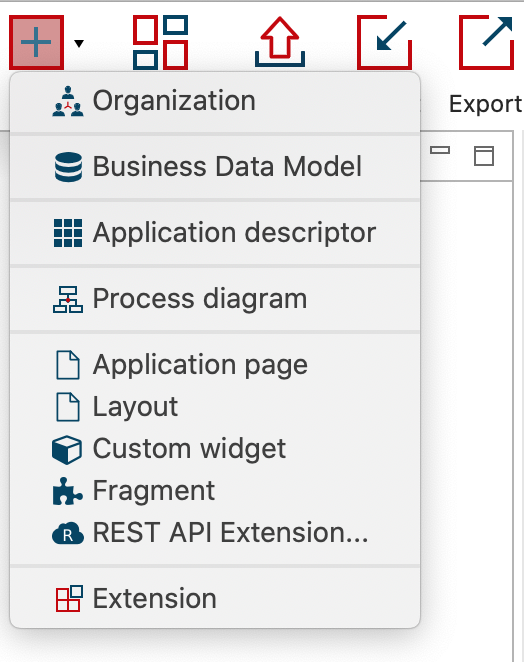 Export
Organization
Business Data Model
Application descriptor
Process diagram
Application page
Layout
Custom widget
Fragment
R
REST API Extension...
Extension